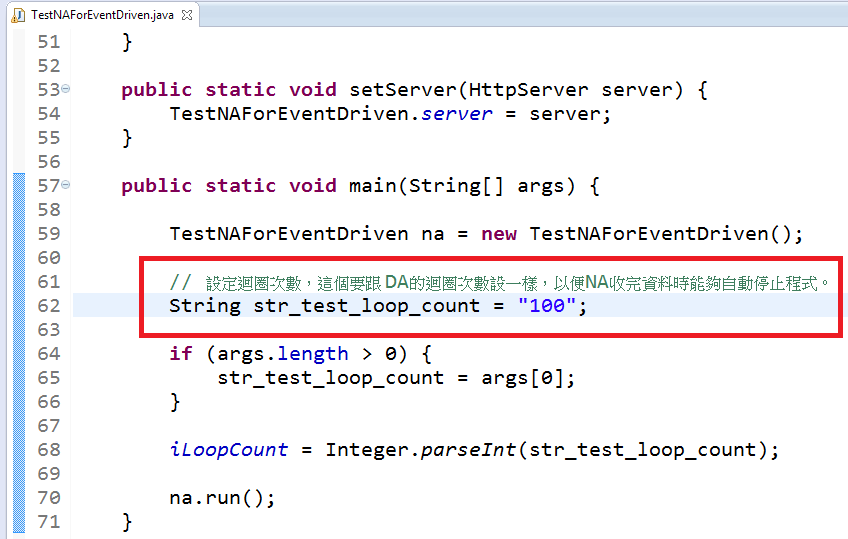 TestNAForEventDriven.java
51 }
52
53 public static void setServer(HttpServer server) {
54 TestNAForEventDriven.server = server;
55 }
56
57 public static void main(String[] args) {
58
59 TestNAForEventDriven na = new TestNAForEventDriven();
60
61 // 設定迴圈次數，這個要跟 DA的迴圈次數設一樣，以便NA收完資料時能夠自動停止程式。
62 String str_test_loop_count = "100";
63
64 if (args.length > 0) {
65 str_test_loop_count = args[0];
66 }
67
68 iLoopCount = Integer.parseInt(str_test_loop_count);
69
70 na.run();
71 }